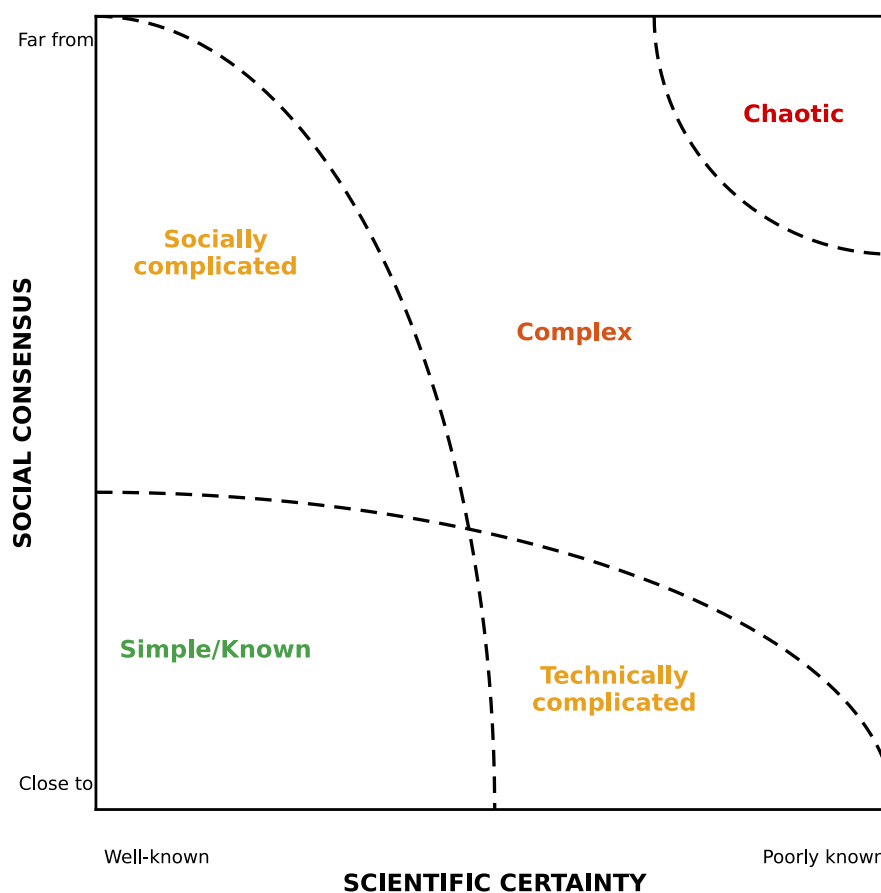 Far from
Chaotic
Socially
complicated
Complex
SOCIAL CONSENSUS
Simple/Known
Technically
complicated
Close to
Well-known
Poorly known
SCIENTIFIC CERTAINTY